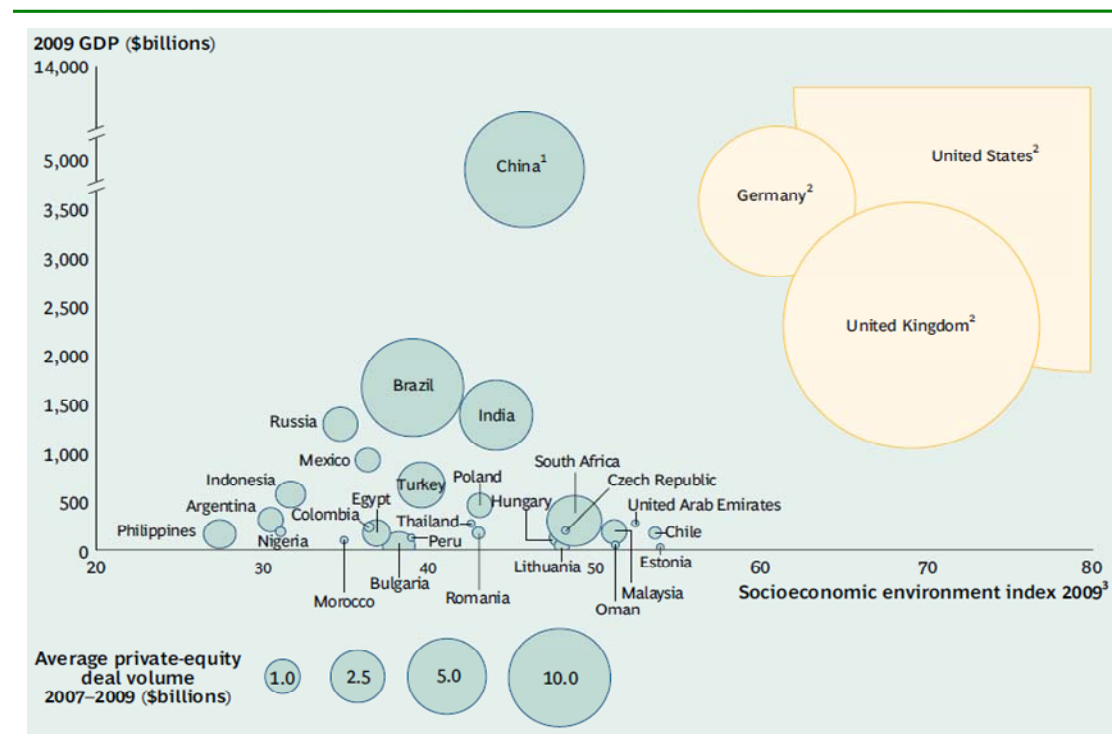 2009 GDP ($billions)
14,000
5,000
3,500
3,000
2,500
2,000
1,500
1,000
500
0
China¹
United States²
Germany²
United Kingdom²
Brazil
India
Russia
Mexico
South Africa
Indonesia
Turkey
Poland
Czech Republic
Argentina
Egypt
Hungary
United Arab Emirates
Colombia
Thailand
Philippines
Nigeria
Peru
Chile
Lithuania
Estonia
Bulgaria
Morocco
Romania
Malaysia
Oman
20
30
40
50
60
70
80
Socioeconomic environment index 2009³
Average private-equity
deal volume
2007–2009 ($billions)
1.0
2.5
5.0
10.0